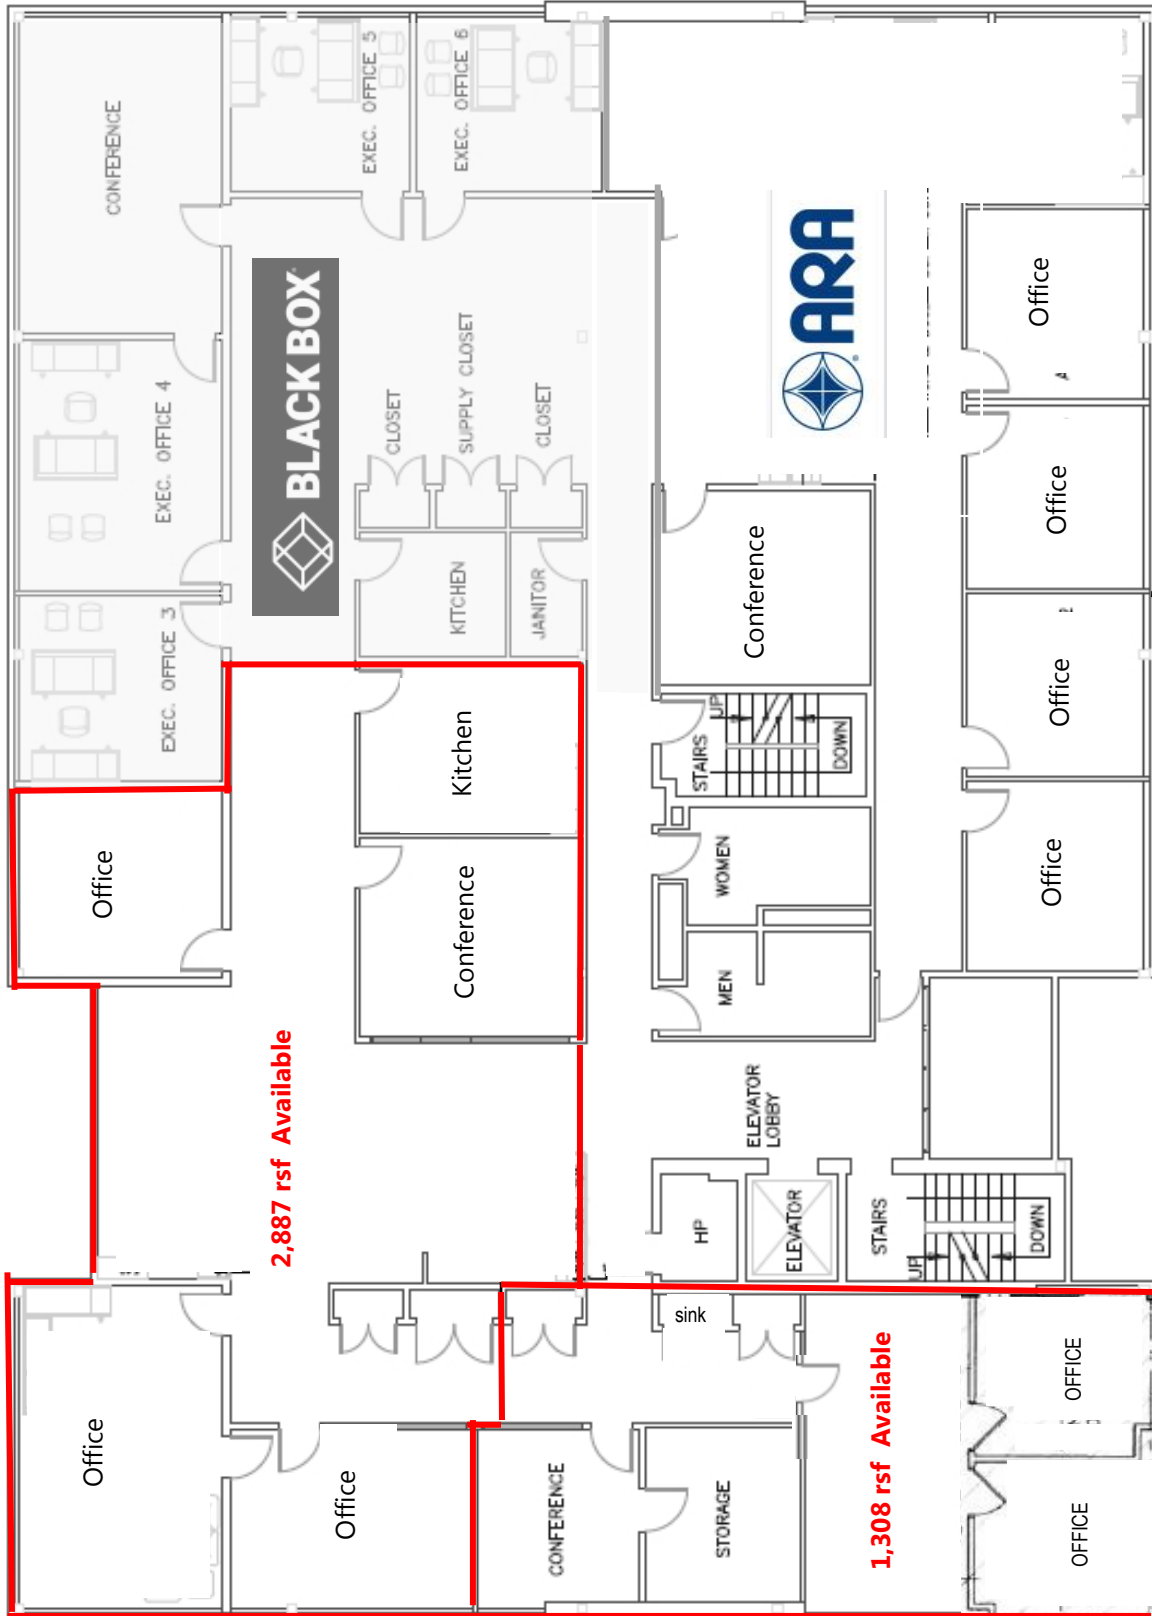 CONFERENCE
EXEC. OFFICE 5
EXEC. OFFICE 6
EXEC. OFFICE 4
EXEC. OFFICE 3
BLACK BOX
CLOSET
SUPPLY CLOSET
CLOSET
KITCHEN
JANITOR
ARA
Office
Office
Office
Office
Conference
UP
STAIRS
DOWN
WOMEN
MEN
Kitchen
Conference
Office
2,887 rsf Available
ELEVATOR
LOBBY
HP
ELEVATOR
STAIRS
UP
DOWN
sink
Office
Office
CONFERENCE
STORAGE
1,308 rsf Available
OFFICE
OFFICE